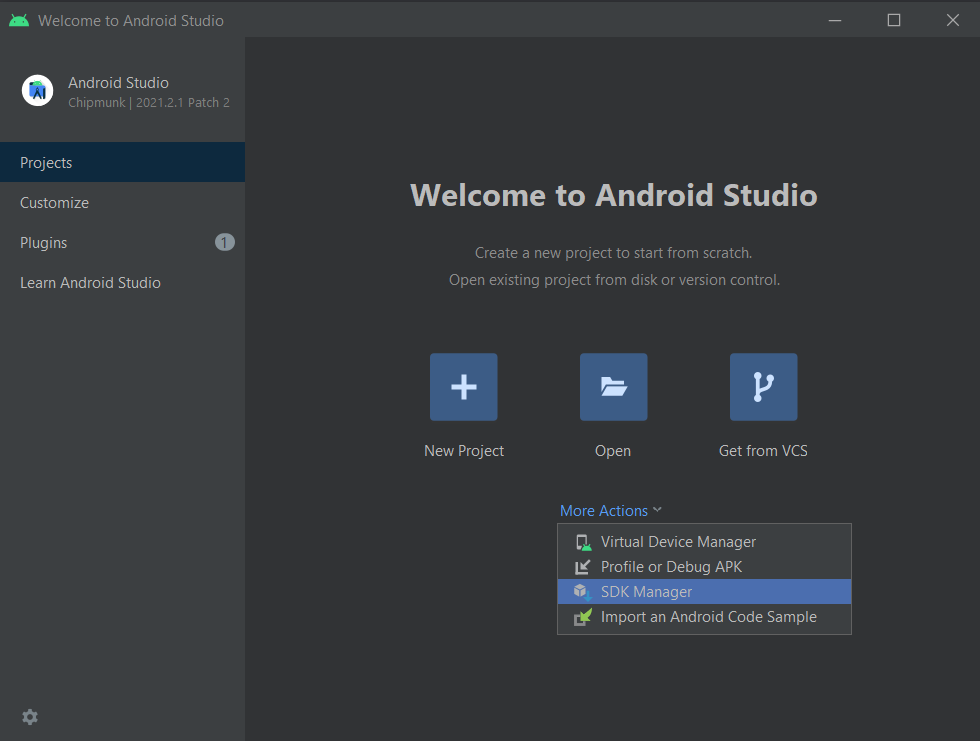 Welcome to Android Studio
Android Studio
Chipmunk | 2021.2.1 Patch 2
Projects
Customize
Plugins
1
Learn Android Studio
Welcome to Android Studio
Create a new project to start from scratch.
Open existing project from disk or version control.
New Project
Open
Get from VCS
More Actions
Virtual Device Manager
Profile or Debug APK
SDK Manager
Import an Android Code Sample